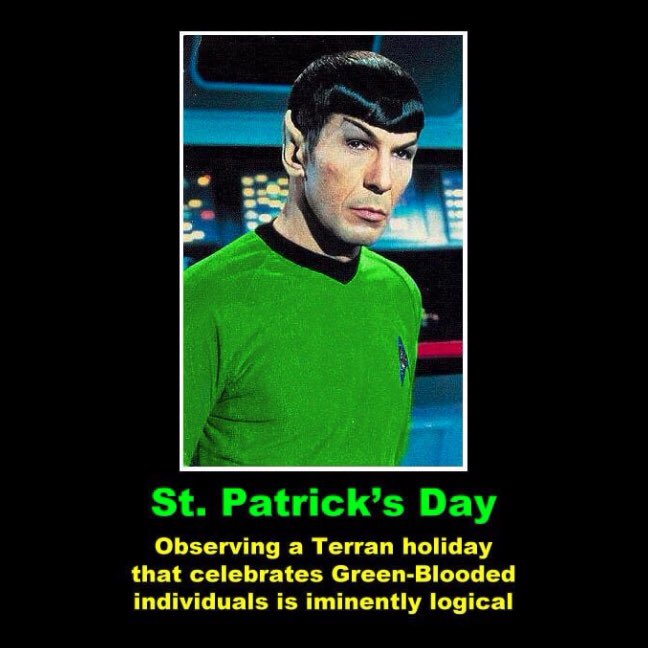 St. Patrick's Day
Observing a Terran holiday
that celebrates Green-Blooded
individuals is iminently logical